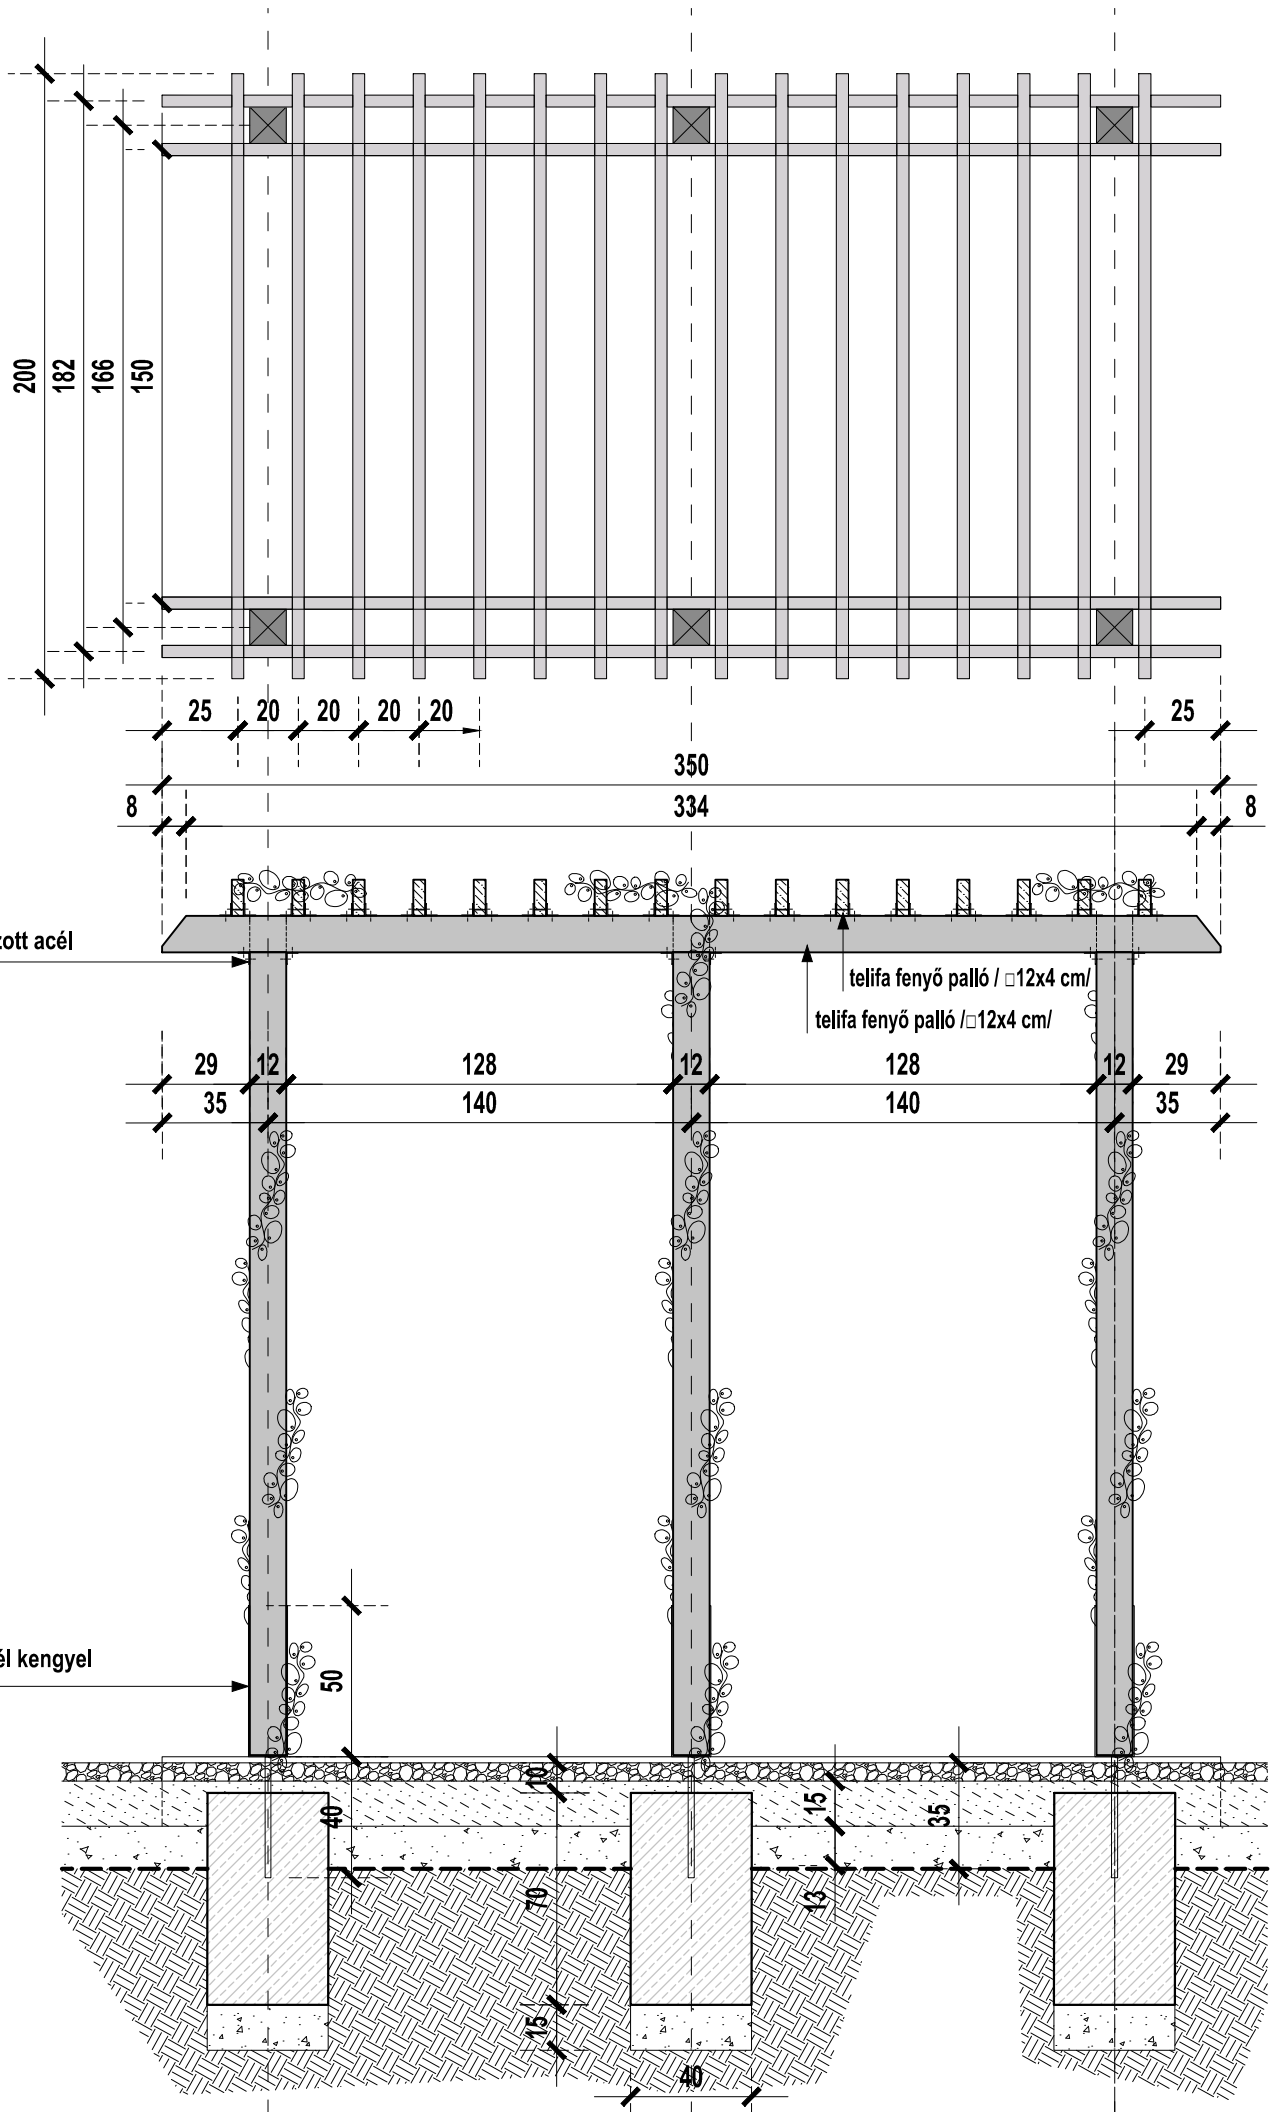 200
182
166
150
25 20 20 20 20 25
350
8 334 8
zott acél
telifa fenyő palló / □12x4 cm/
telifa fenyő palló /□12x4 cm/
29 12 128 12 128 12 29
35 140 140 35
él kengyel
50
10
40
15
35
70
13
15
40